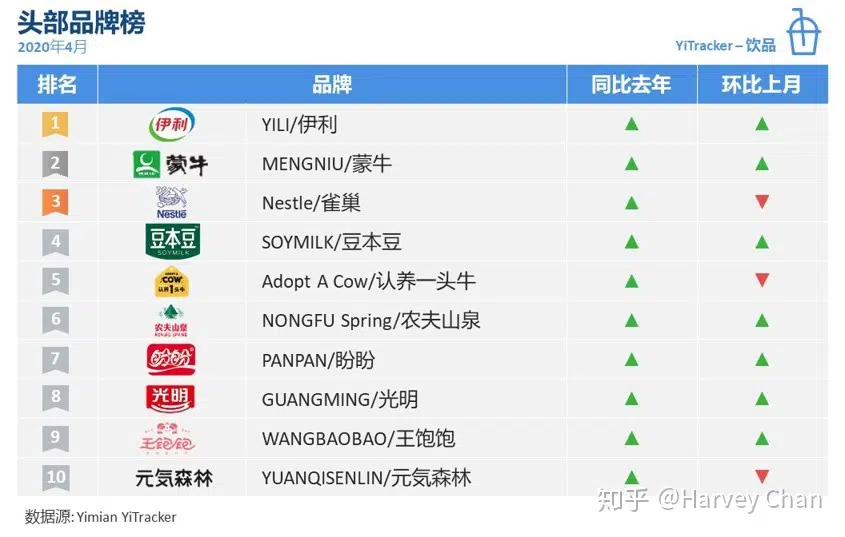 头部品牌榜
2020年4月
YiTracker – 饮品
排名 品牌 同比去年 环比上月
1 伊利 YILI/伊利 ▲ ▲
2 蒙牛 MENGNIU/蒙牛 ▲ ▲
3 Nestle Nestle/雀巢 ▲ ▼
4 豆本豆 SOYMILK SOYMILK/豆本豆 ▲ ▲
5 COW 认养1头牛 Adopt A Cow/认养一头牛 ▲ ▼
6 农夫山泉 NONGFU SPRING NONGFU Spring/农夫山泉 ▲ ▲
7 盼盼 PANPAN/盼盼 ▲ ▲
8 光明 GUANGMING/光明 ▲ ▲
9 王饱饱 WANGBAOBAO/王饱饱 ▲ ▲
10 元気森林 YUANQISENLIN/元気森林 ▲ ▼
知乎 @Harvey Chan
数据源: Yimian YiTracker